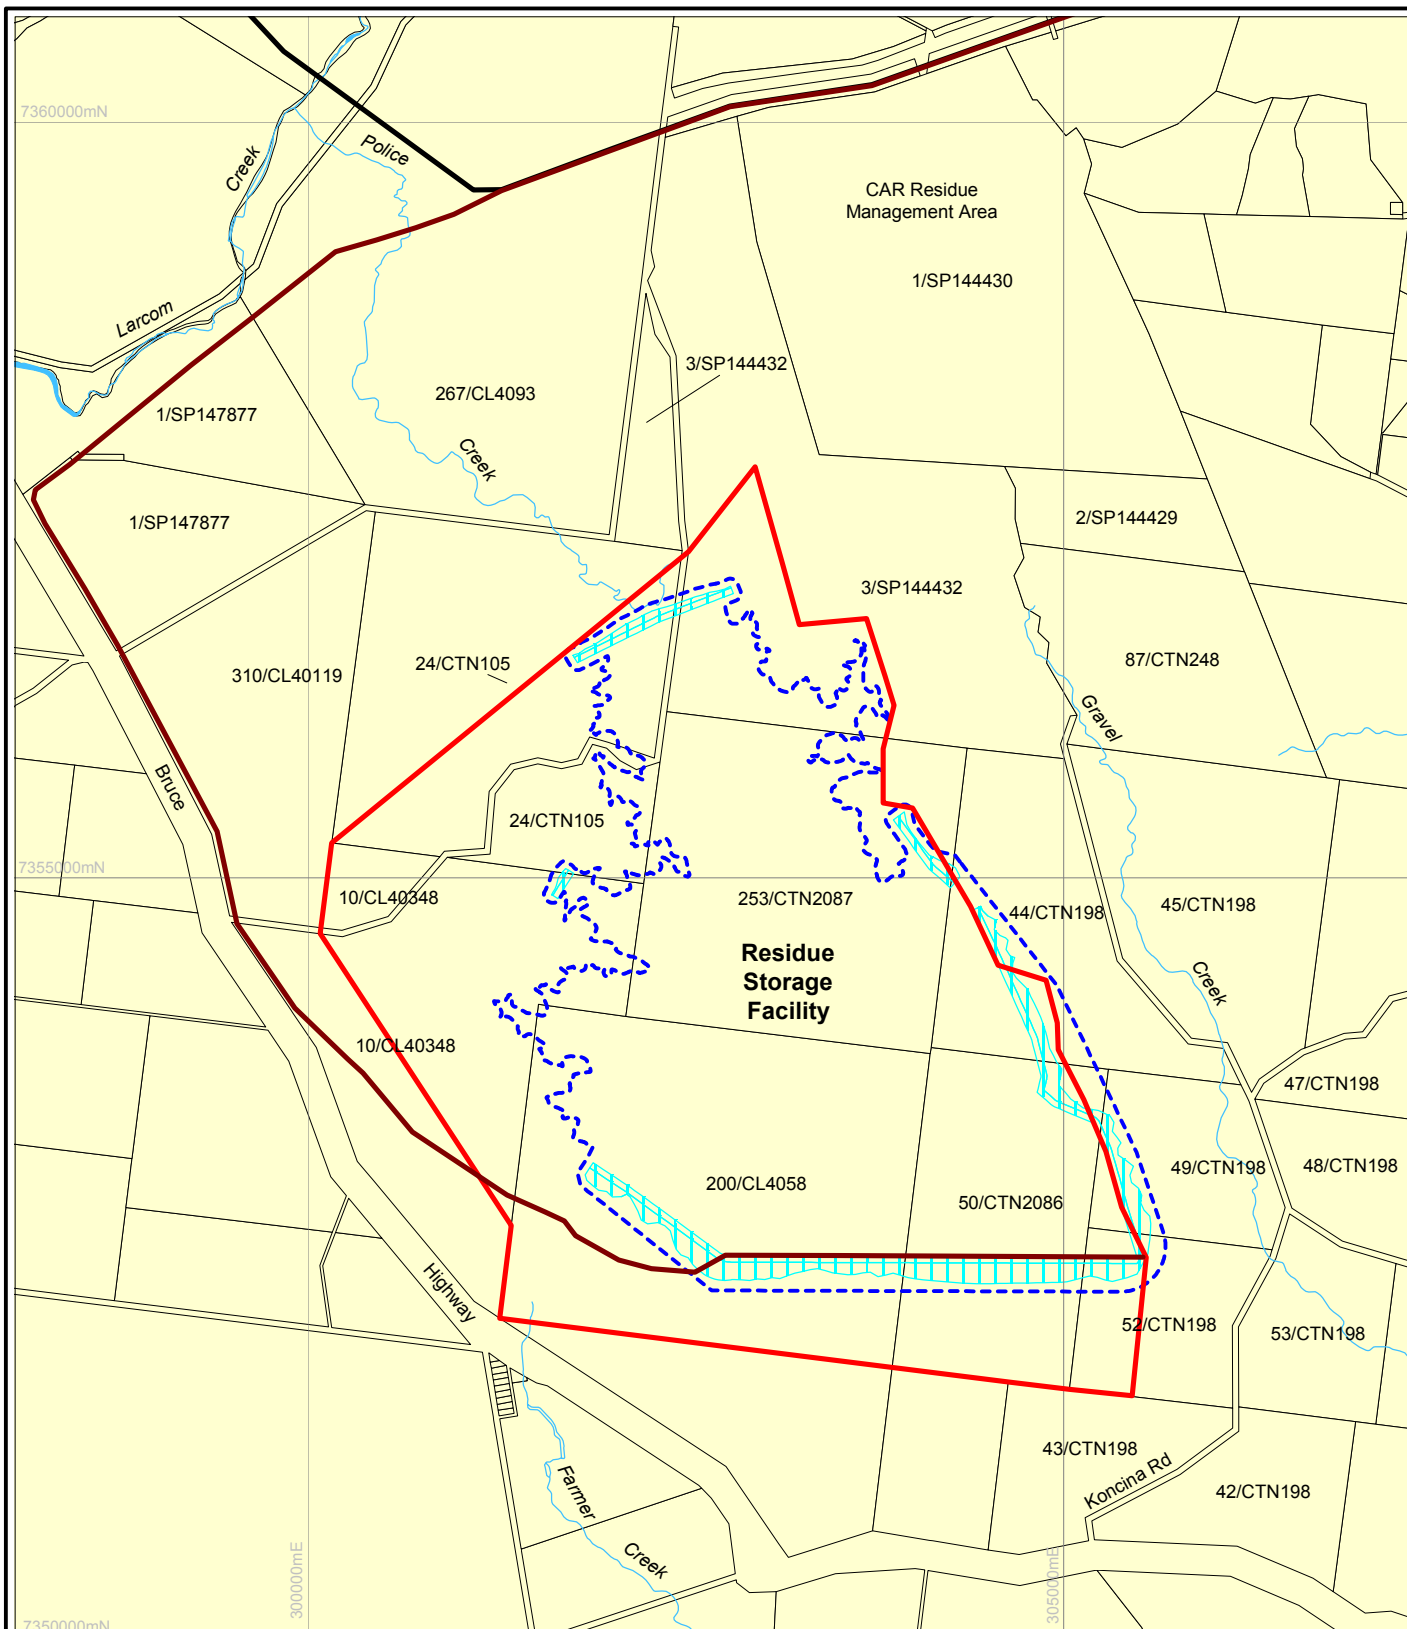 7360000mN
Police
Creek
CAR Residue
Management Area
1/SP144430
Larcom
3/SP144432
267/CL4093
1/SP147877
Creek
1/SP147877
2/SP144429
3/SP144432
24/CTN105
87/CTN248
310/CL40119
Gravel
Bruce
24/CTN105
7355000mN
10/CL40348
253/CTN2087
44/CTN198
45/CTN198
Residue
Storage
Facility
Creek
10/CL40348
47/CTN198
49/CTN198
48/CTN198
200/CL4058
50/CTN2086
Highway
52/CTN198
53/CTN198
43/CTN198
Koncina Rd
Farmer
42/CTN198
Creek
300000mE
305000mE
7350000mN